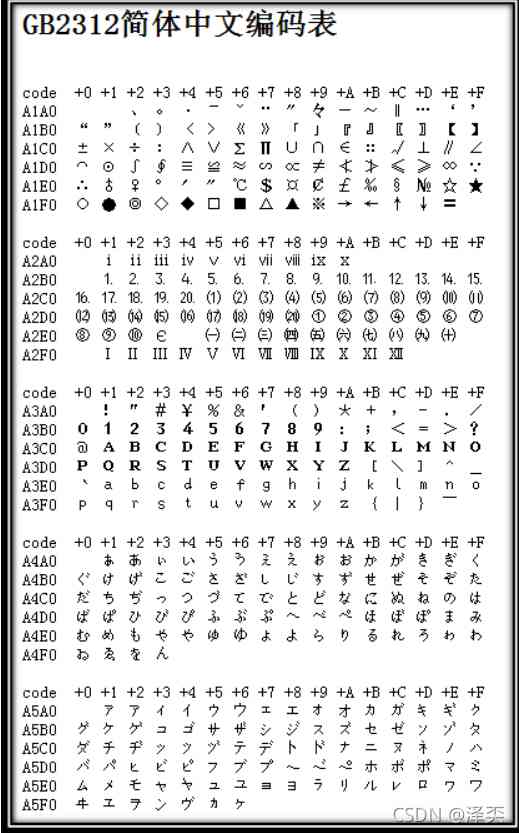 GB2312简体中文编码表
code +0 +1 +2 +3 +4 +5 +6 +7 +8 +9 +A +B +C +D +E +F
A1A0 、 。 · ˉ ˇ ¨ 〃 々 — ～ ‖ … ‘ ’
A1B0 “ ” 〔 〕 〈 〉 《 》 「 」 『 』 〖 〗 【 】
A1C0 ± × ÷ ∶ ∧ ∨ ∑ ∏ ∪ ∩ ∈ ∷ √ ⊥ ∥ ∠
A1D0 ⌒ ⊙ ∫ ∮ ≡ ≌ ≈ ∽ ∝ ≠ ≮ ≯ ≤ ≥ ∞ ∵
A1E0 ∴ ♂ ♀ ° ′ ″ ℃ $ ¤ ￠ ￡ ‰ § № ☆ ★
A1F0 ○ ● ◎ ◇ ◆ □ ■ △ ▲ ※ → ← ↑ ↓ 〓
code +0 +1 +2 +3 +4 +5 +6 +7 +8 +9 +A +B +C +D +E +F
A2A0 ⅰ ⅱ ⅲ ⅳ ⅴ ⅵ ⅶ ⅷ ⅸ ⅹ
A2B0 ⒈ ⒉ ⒊ ⒋ ⒌ ⒍ ⒎ ⒏ ⒐ ⒑ ⒒ ⒓ ⒔ ⒕ ⒖
A2C0 ⒗ ⒘ ⒙ ⒚ ⒛ ⑴ ⑵ ⑶ ⑷ ⑸ ⑹ ⑺ ⑻ ⑼ ⑽ ⑾
A2D0 ⑿ ⒀ ⒁ ⒂ ⒃ ⒄ ⒅ ⒆ ⒇ ① ② ③ ④ ⑤ ⑥ ⑦
A2E0 ⑧ ⑨ ⑩ € ㈠ ㈡ ㈢ ㈣ ㈤ ㈥ ㈦ ㈧ ㈨ ㈩
A2F0 Ⅰ Ⅱ Ⅲ Ⅳ Ⅴ Ⅵ Ⅶ Ⅷ Ⅸ Ⅹ Ⅺ Ⅻ
code +0 +1 +2 +3 +4 +5 +6 +7 +8 +9 +A +B +C +D +E +F
A3A0 ！ ＂ ＃ ￥ ％ ＆ ＇ （ ） ＊ ＋ ， － ． ／
A3B0 ０ １ ２ ３ ４ ５ ６ ７ ８ ９ ： ； ＜ ＝ ＞ ？
A3C0 ＠ Ａ Ｂ Ｃ Ｄ Ｅ Ｆ Ｇ Ｈ Ｉ Ｊ Ｋ Ｌ Ｍ Ｎ Ｏ
A3D0 Ｐ Ｑ Ｒ Ｓ Ｔ Ｕ Ｖ Ｗ Ｘ Ｙ Ｚ ［ ＼ ］ ＾ ＿
A3E0 ｀ ａ ｂ ｃ ｄ ｅ ｆ ｇ ｈ ｉ ｊ ｋ ｌ ｍ ｎ ｏ
A3F0 ｐ ｑ ｒ ｓ ｔ ｕ ｖ ｗ ｘ ｙ ｚ ｛ ｜ ｝ ￣
code +0 +1 +2 +3 +4 +5 +6 +7 +8 +9 +A +B +C +D +E +F
A4A0 ぁ あ ぃ い ぅ う ぇ え ぉ お か が き ぎ く
A4B0 ぐ け げ こ ご さ ざ し じ す ず せ ぜ そ ぞ た
A4C0 だ ち ぢ っ つ づ て で と ど な に ぬ ね の は
A4D0 ば ぱ ひ び ぴ ふ ぶ ぷ へ べ ぺ ほ ぼ ぽ ま み
A4E0 む め も ゃ や ゅ ゆ ょ よ ら り る れ ろ ゎ わ
A4F0 ゐ ゑ を ん
code +0 +1 +2 +3 +4 +5 +6 +7 +8 +9 +A +B +C +D +E +F
A5A0 ァ ア ィ イ ゥ ウ ェ エ ォ オ カ ガ キ ギ ク
A5B0 グ ケ ゲ コ ゴ サ ザ シ ジ ス ズ セ ゼ ソ ゾ タ
A5C0 ダ チ ヂ ッ ツ ヅ テ デ ト ド ナ ニ ヌ ネ ノ ハ
A5D0 バ パ ヒ ビ ピ フ ブ プ ヘ ベ ペ ホ ボ ポ マ ミ
A5E0 ム メ モ ャ ヤ ュ ユ ョ ヨ ラ リ ル レ ロ ヮ ワ
A5F0 ヰ ヱ ヲ ン ヴ ヵ ヶ
CSDN @泽奀